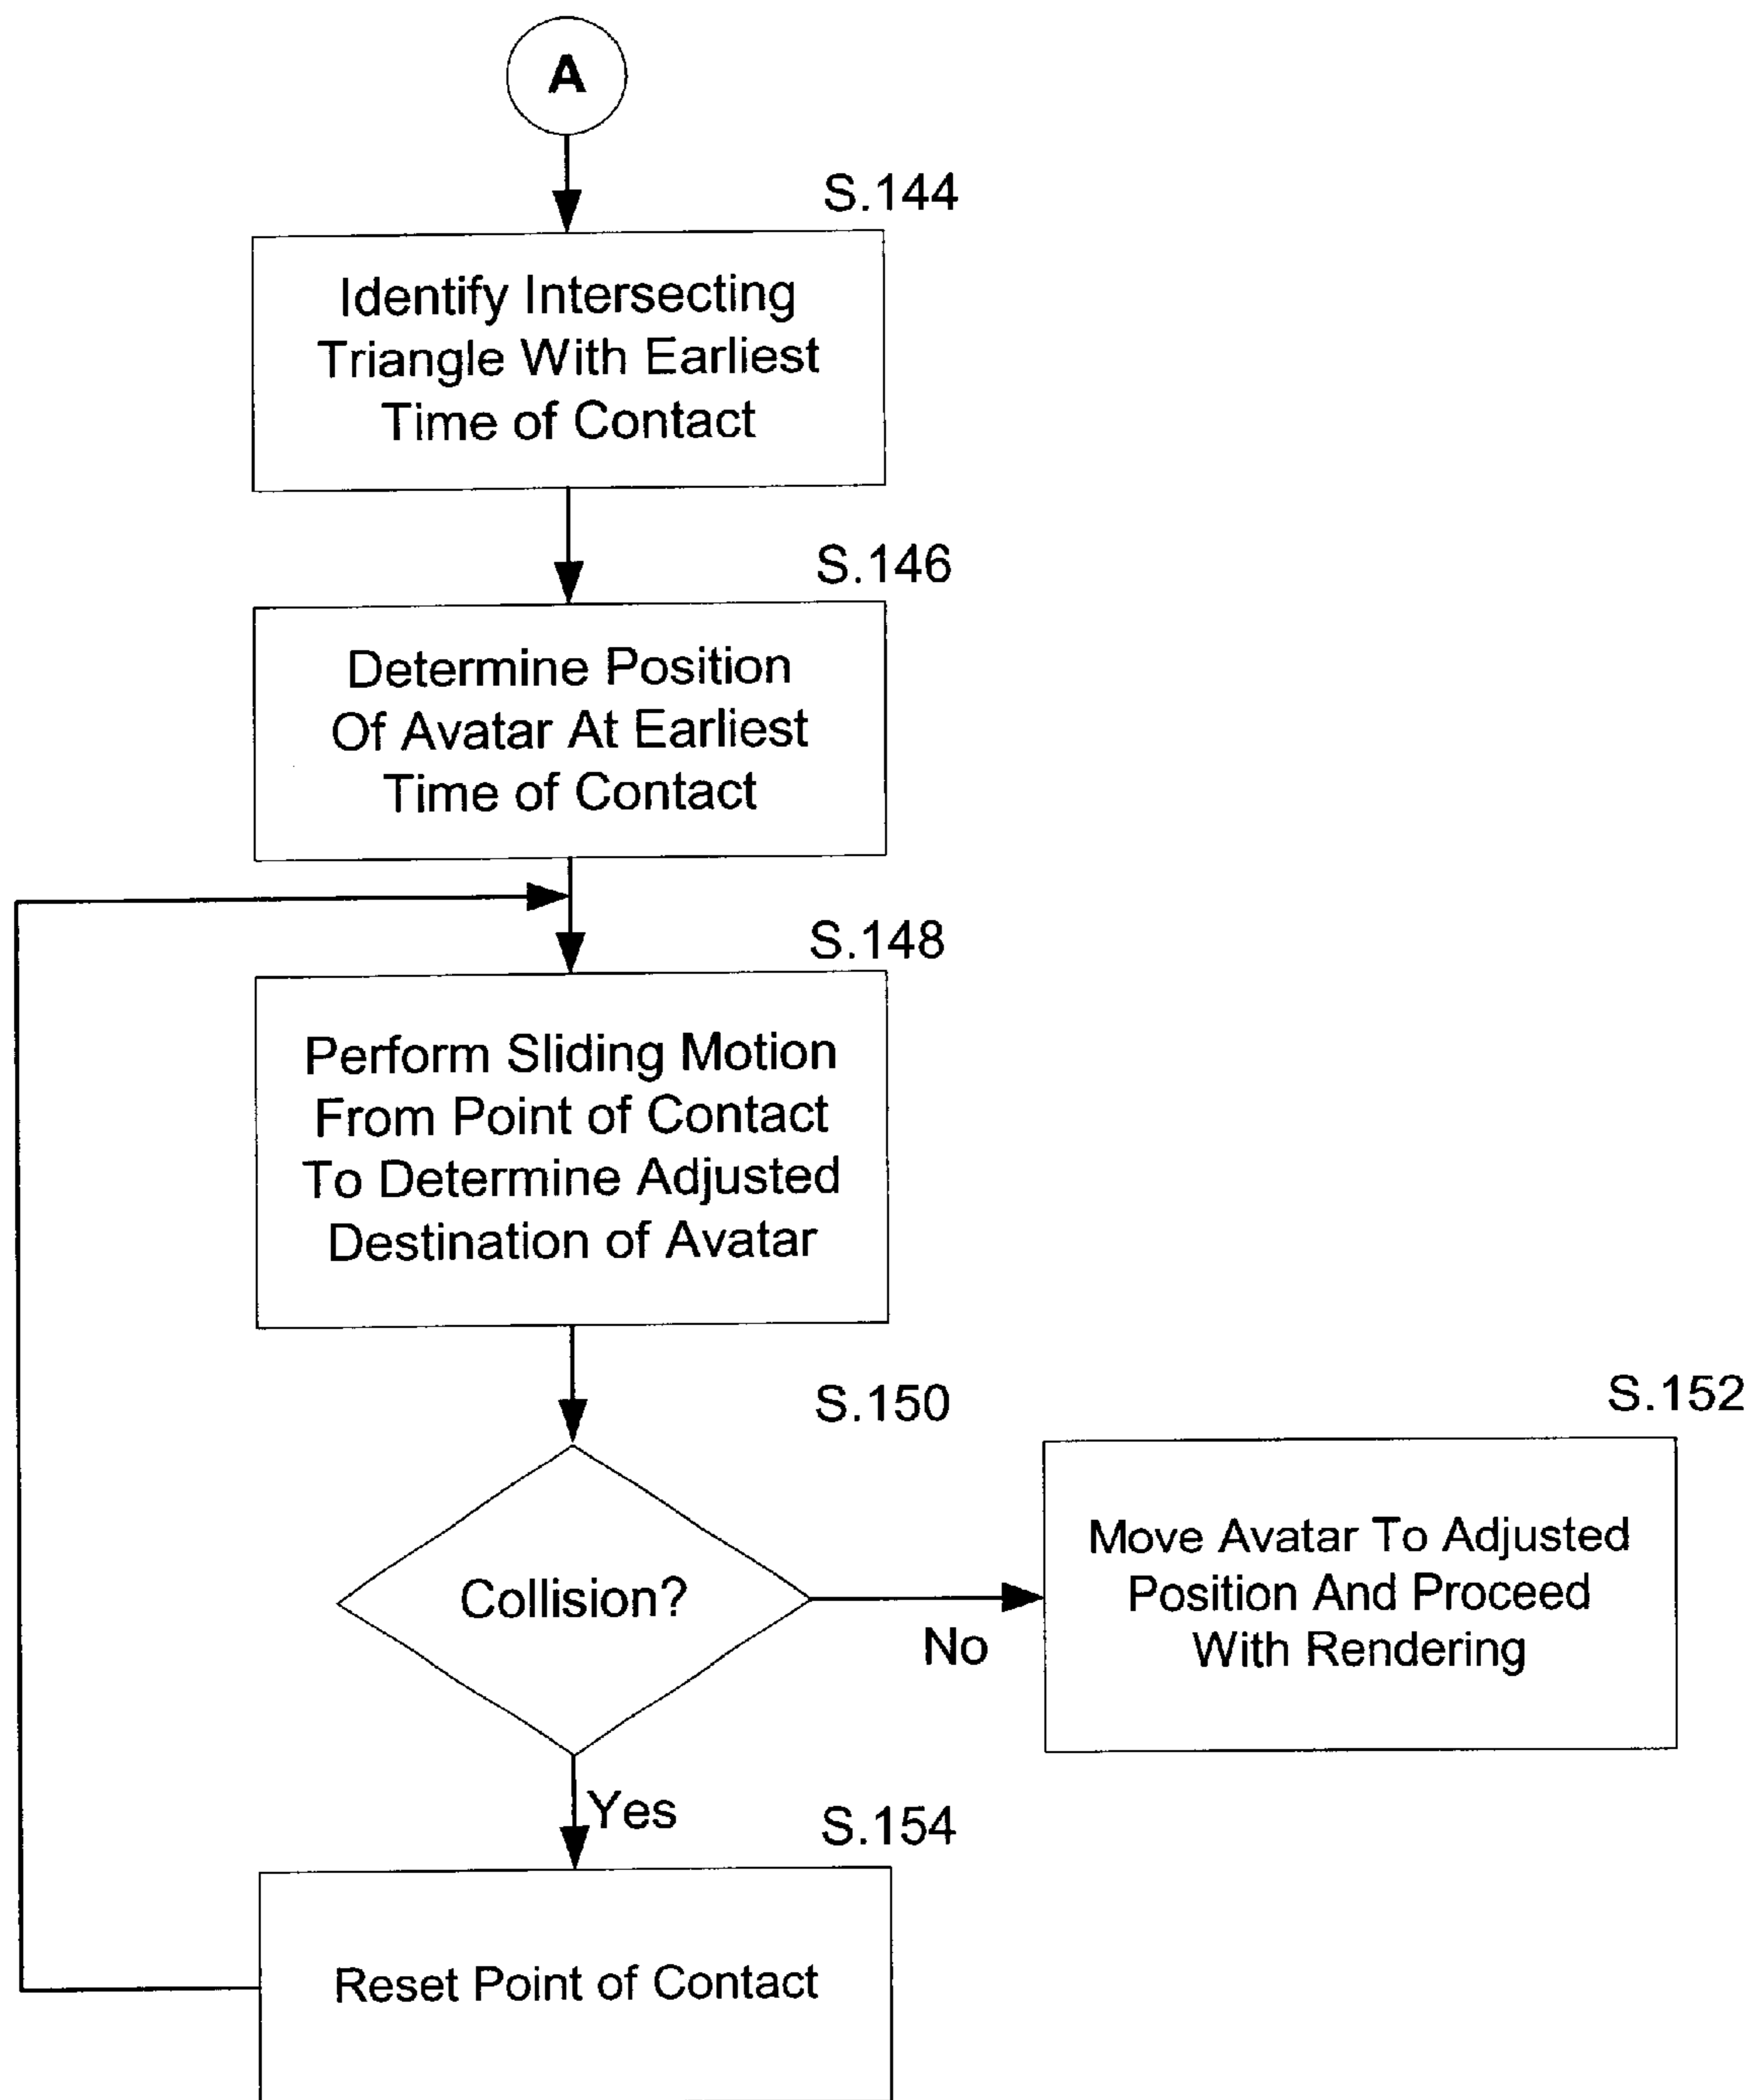 A
S.144
Identify Intersecting
Triangle With Earliest
Time of Contact
S.146
Determine Position
Of Avatar At Earliest
Time of Contact
S.148
Perform Sliding Motion
From Point of Contact
To Determine Adjusted
Destination of Avatar
S.150
Collision?
No
S.152
Move Avatar To Adjusted
Position And Proceed
With Rendering
Yes
S.154
Reset Point of Contact